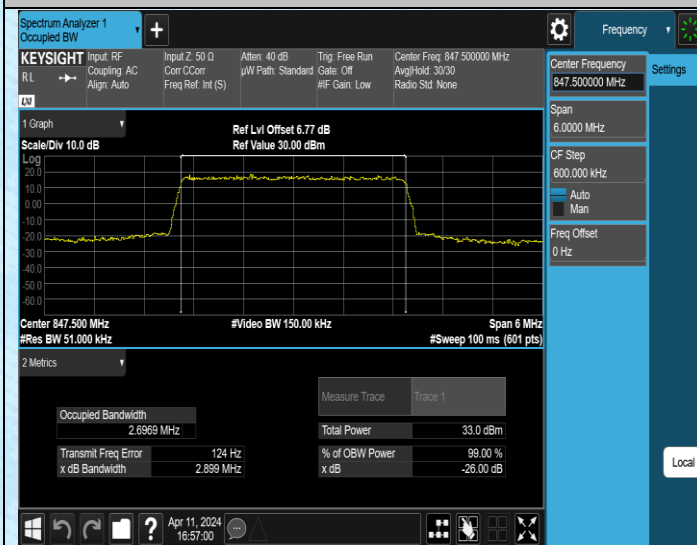 Spectrum Analyzer 1
Occupied BW
Frequency
KEYSIGHT
Input: RF
Coupling: AC
Align: Auto
Input Z: 50 Ω
Corr CCorr
Freq Ref: Int (S)
Atten: 40 dB
µW Path: Standard
Trig: Free Run
Gate: Off
#IF Gain: Low
Center Freq: 847.500000 MHz
Avg|Hold: 30/30
Radio Std: None
RL
LXI
Center Frequency
847.500000 MHz
Settings
Span
6.0000 MHz
CF Step
600.000 kHz
Auto
Man
Freq Offset
0 Hz
1 Graph
Scale/Div 10.0 dB
Ref Lvl Offset 6.77 dB
Ref Value 30.00 dBm
Log
20.0
10.0
0.00
-10.0
-20.0
-30.0
-40.0
-50.0
-60.0
Center 847.500 MHz
#Res BW 51.000 kHz
#Video BW 150.00 kHz
Span 6 MHz
#Sweep 100 ms (601 pts)
2 Metrics
Measure Trace
Trace 1
Occupied Bandwidth
2.6969 MHz
Total Power
33.0 dBm
Transmit Freq Error
124 Hz
% of OBW Power
99.00 %
x dB Bandwidth
2.899 MHz
x dB
-26.00 dB
Local
Apr 11, 2024
16:57:00